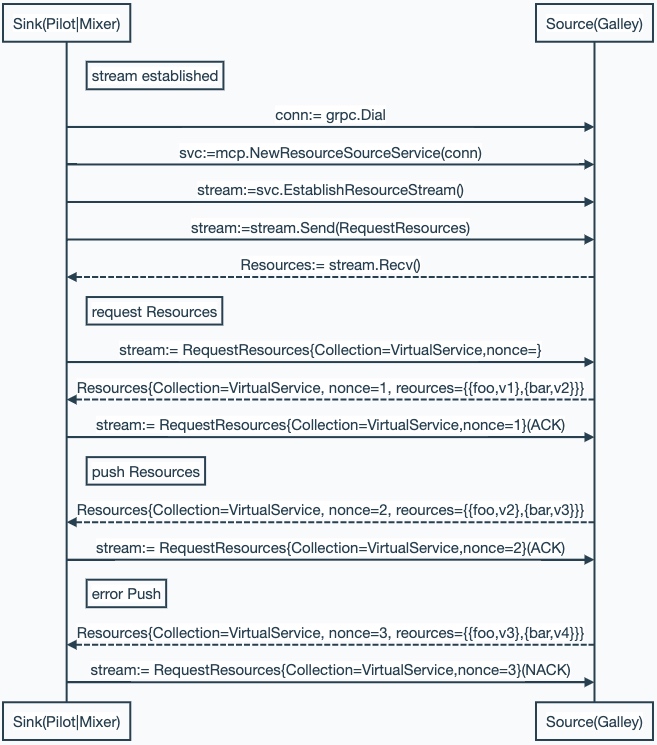 Sink(Pilot|Mixer)
Source(Galley)
stream established
conn:= grpc.Dial
svc:=mcp.NewResourceSourceService(conn)
stream:=svc.EstablishResourceStream()
stream:=stream.Send(RequestResources)
Resources:= stream.Recv()
request Resources
stream:= RequestResources{Collection=VirtualService,nonce=}
Resources{Collection=VirtualService, nonce=1, reources={{foo,v1},{bar,v2}}}
stream:= RequestResources{Collection=VirtualService,nonce=1}(ACK)
push Resources
Resources{Collection=VirtualService, nonce=2, reources={{foo,v2},{bar,v3}}}
stream:= RequestResources{Collection=VirtualService,nonce=2}(ACK)
error Push
Resources{Collection=VirtualService, nonce=3, reources={{foo,v3},{bar,v4}}}
stream:= RequestResources{Collection=VirtualService,nonce=3}(NACK)
Sink(Pilot|Mixer)
Source(Galley)